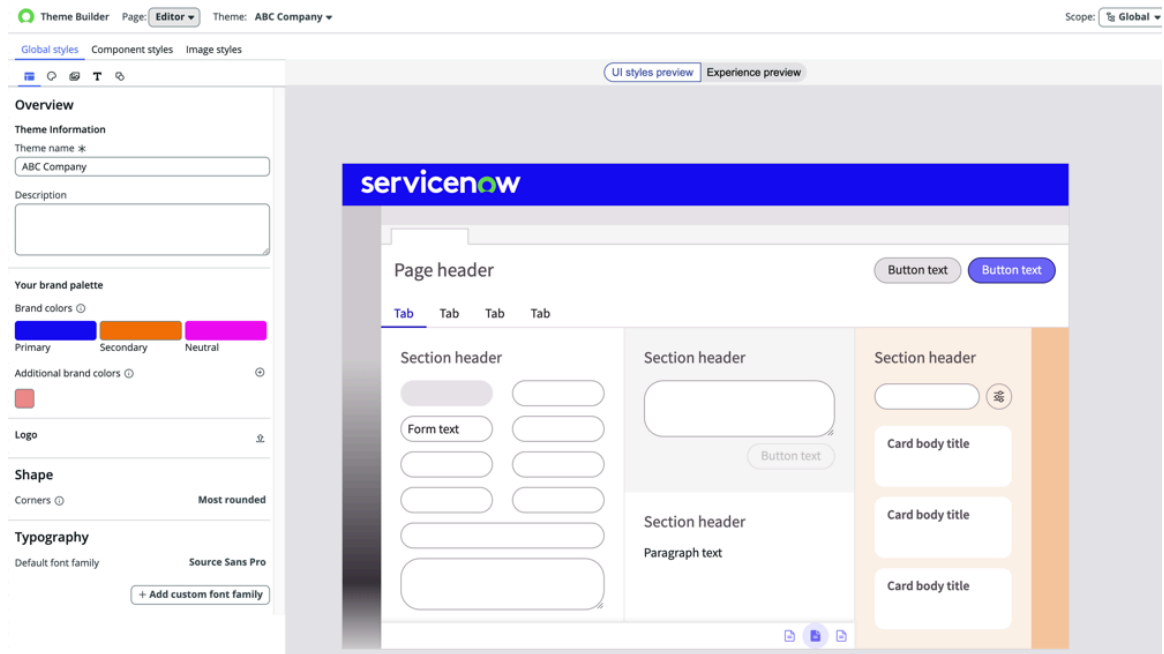 Theme Builder Page: Editor Theme: ABC Company Scope: Global
Global styles Component styles Image styles
UI styles preview Experience preview
Overview
Theme Information
Theme name *
ABC Company
Description
Your brand palette
Brand colors
Primary Secondary Neutral
Additional brand colors
Logo
Shape
Corners Most rounded
Typography
Default font family Source Sans Pro
+ Add custom font family
servicenow
Page header Button text Button text
Tab Tab Tab Tab
Section header
Form text
Section header
Button text
Section header
Paragraph text
Section header
Card body title
Card body title
Card body title